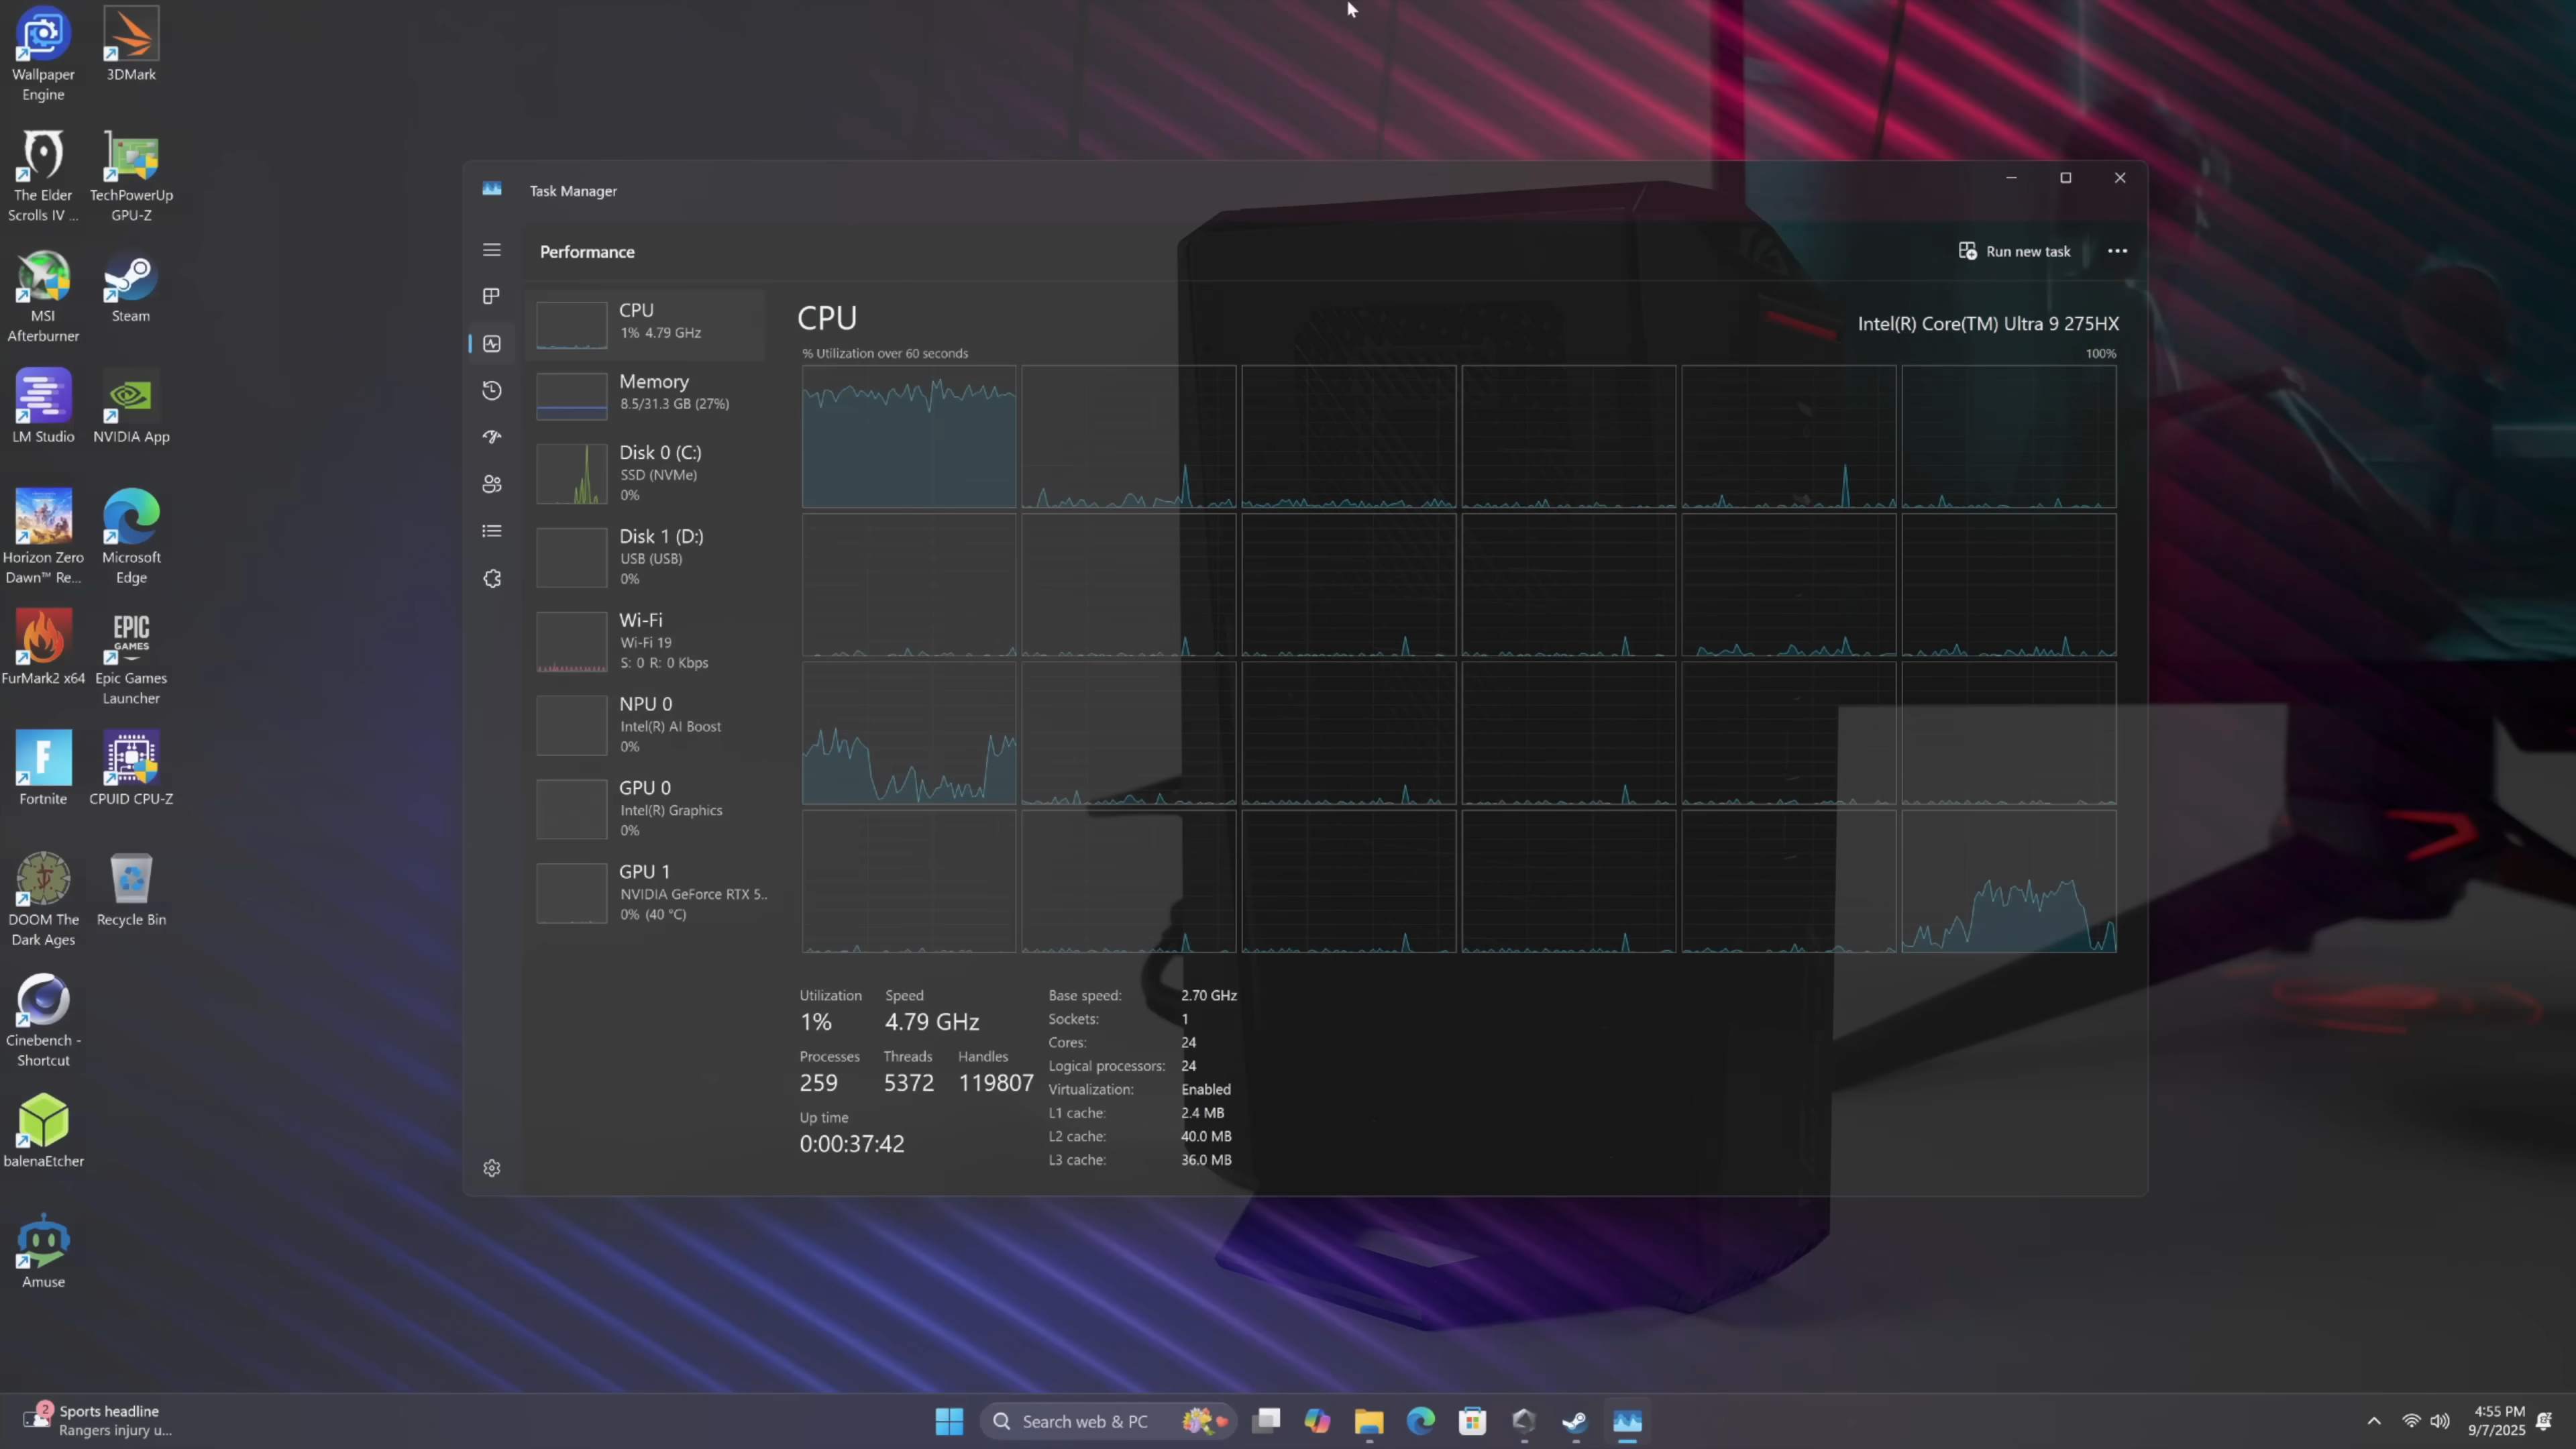 Wallpaper
Engine
3DMark
The Elder
Scrolls IV ...
TechPowerUp
GPU-Z
MSI
Afterburner
Steam
LM Studio
NVIDIA App
Horizon Zero
Dawn™ Re...
Microsoft
Edge
FurMark2 x64
EPIC
GAMES
Epic Games
Launcher
F
Fortnite
CPUID CPU-Z
DOOM The
Dark Ages
Recycle Bin
Cinebench -
Shortcut
balenaEtcher
Amuse
Task Manager
Performance
Run new task
CPU
1% 4.79 GHz
Memory
8.5/31.3 GB (27%)
Disk 0 (C:)
SSD (NVMe)
0%
Disk 1 (D:)
USB (USB)
0%
Wi-Fi
Wi-Fi 19
S: 0 R: 0 Kbps
NPU 0
Intel(R) AI Boost
0%
GPU 0
Intel(R) Graphics
0%
GPU 1
NVIDIA GeForce RTX 5..
0% (40 °C)
CPU
Intel(R) Core(TM) Ultra 9 275HX
% Utilization over 60 seconds
100%
Utilization
1%
Speed
4.79 GHz
Processes
259
Threads
5372
Handles
119807
Up time
0:00:37:42
Base speed: 2.70 GHz
Sockets: 1
Cores: 24
Logical processors: 24
Virtualization: Enabled
L1 cache: 2.4 MB
L2 cache: 40.0 MB
L3 cache: 36.0 MB
2
Sports headline
Rangers injury u...
Search web & PC
4:55 PM
9/7/2025